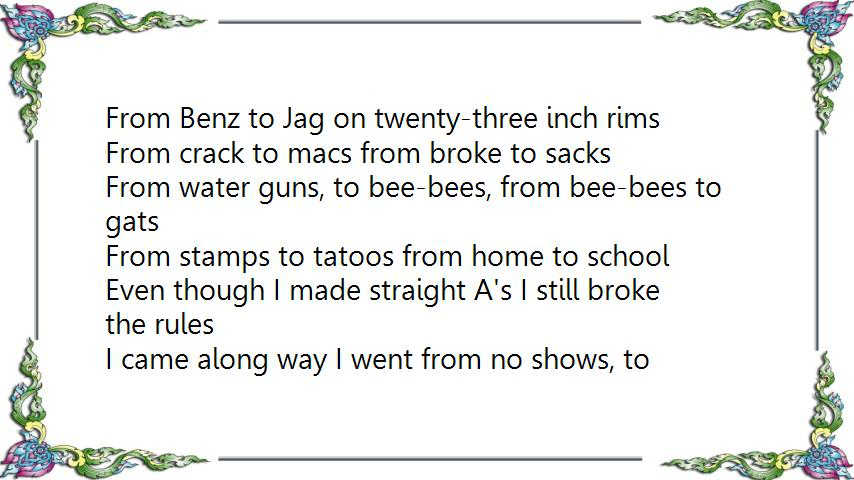 From Benz to Jag on twenty-three inch rims
From crack to macs from broke to sacks
From water guns, to bee-bees, from bee-bees to
gats
From stamps to tatoos from home to school
Even though I made straight A's I still broke
the rules
I came along way I went from no shows, to